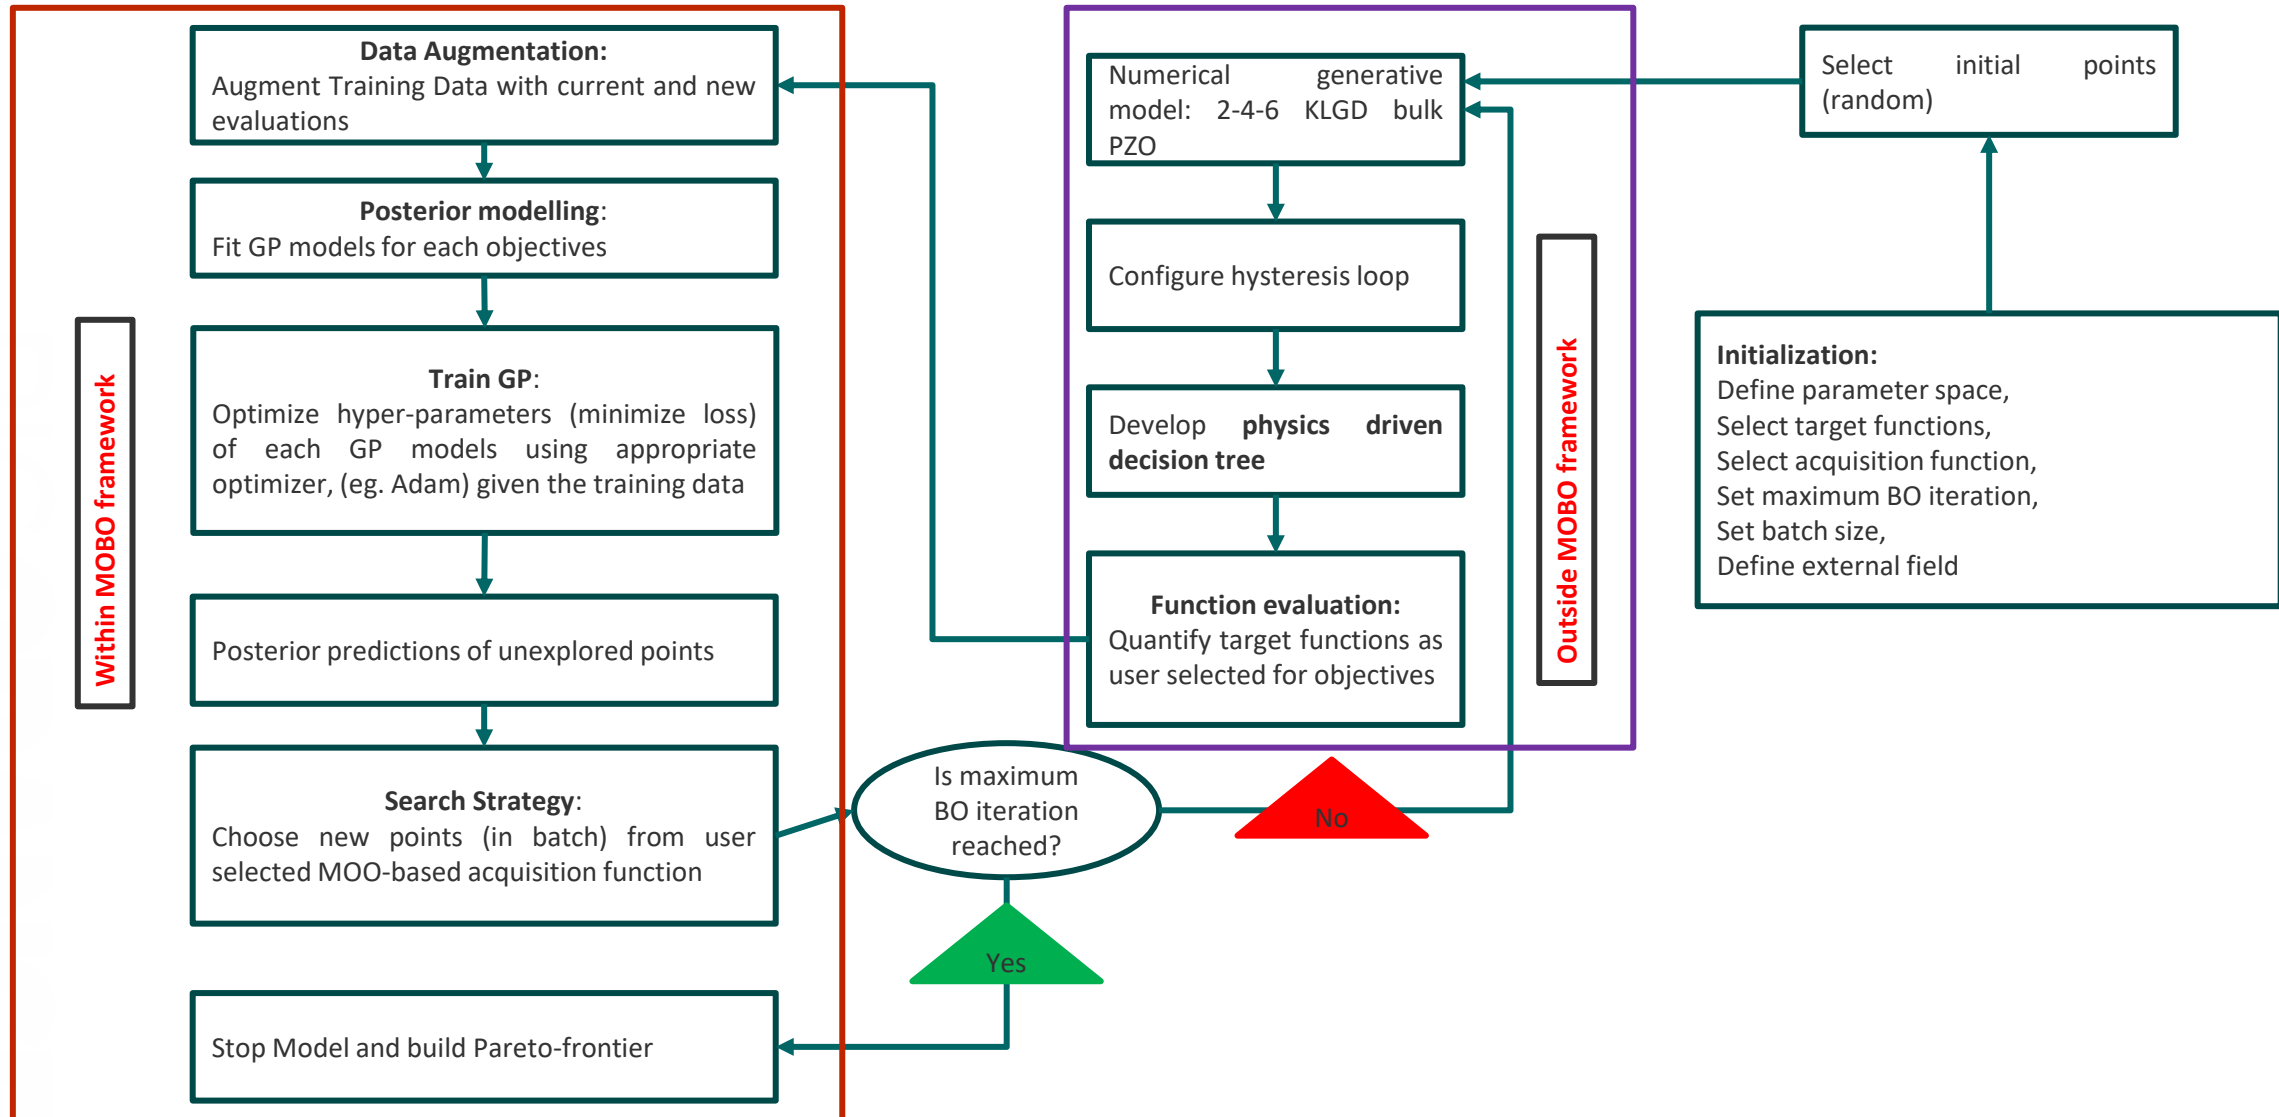 Data Augmentation:
Augment Training Data with current and new
evaluations
Posterior modelling:
Fit GP models for each objectives
Train GP:
Optimize hyper-parameters (minimize loss)
of each GP models using appropriate
optimizer, (eg. Adam) given the training data
Posterior predictions of unexplored points
Search Strategy:
Choose new points (in batch) from user
selected MOO-based acquisition function
Stop Model and build Pareto-frontier
Within MOBO framework
Is maximum
BO iteration
reached?
Yes
No
Numerical generative
model: 2-4-6 KLGD bulk
PZO
Configure hysteresis loop
Develop physics driven
decision tree
Function evaluation:
Quantify target functions as
user selected for objectives
Outside MOBO framework
Select initial points
(random)
Initialization:
Define parameter space,
Select target functions,
Select acquisition function,
Set maximum BO iteration,
Set batch size,
Define external field